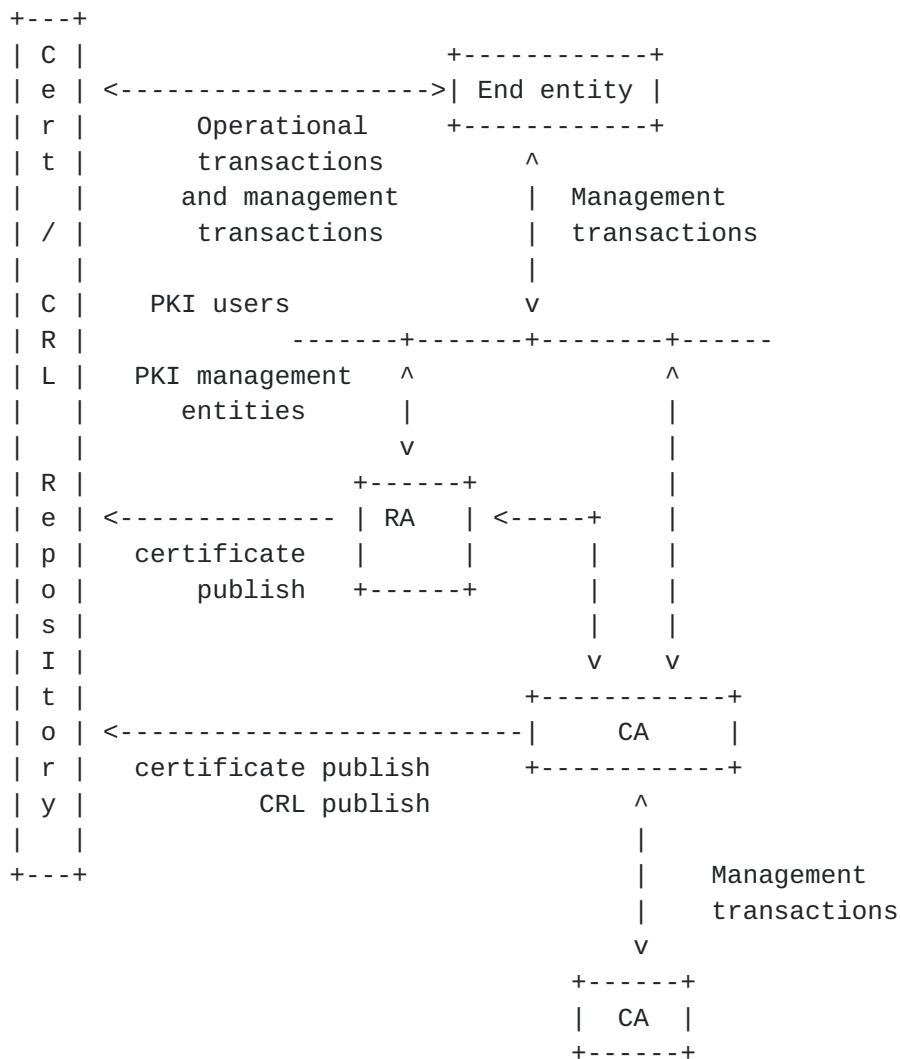 +---+
| C |                       +------------+
| e | <-------------------->| End entity |
| r |       Operational     +------------+
| t |       transactions          ^
|   |      and management         |  Management
| / |       transactions          |  transactions
|   |                             |
| C |    PKI users                v
| R |             -------+-------+--------+------
| L |   PKI management   ^                ^
|   |      entities      |                |
|   |                    v                |
| R |                 +------+            |
| e | <-------------- | RA   | <-----+    |
| p |   certificate   |      |       |    |
| o |       publish   +------+       |    |
| s |                                |    |
| I |                                v    v
| t |                            +------------+
| o | <--------------------------|     CA     |
| r |   certificate publish      +------------+
| y |           CRL publish             ^
|   |                                   |
+---+                                   |    Management
                                        |    transactions
                                        v
                                    +------+
                                    |  CA  |
                                    +------+